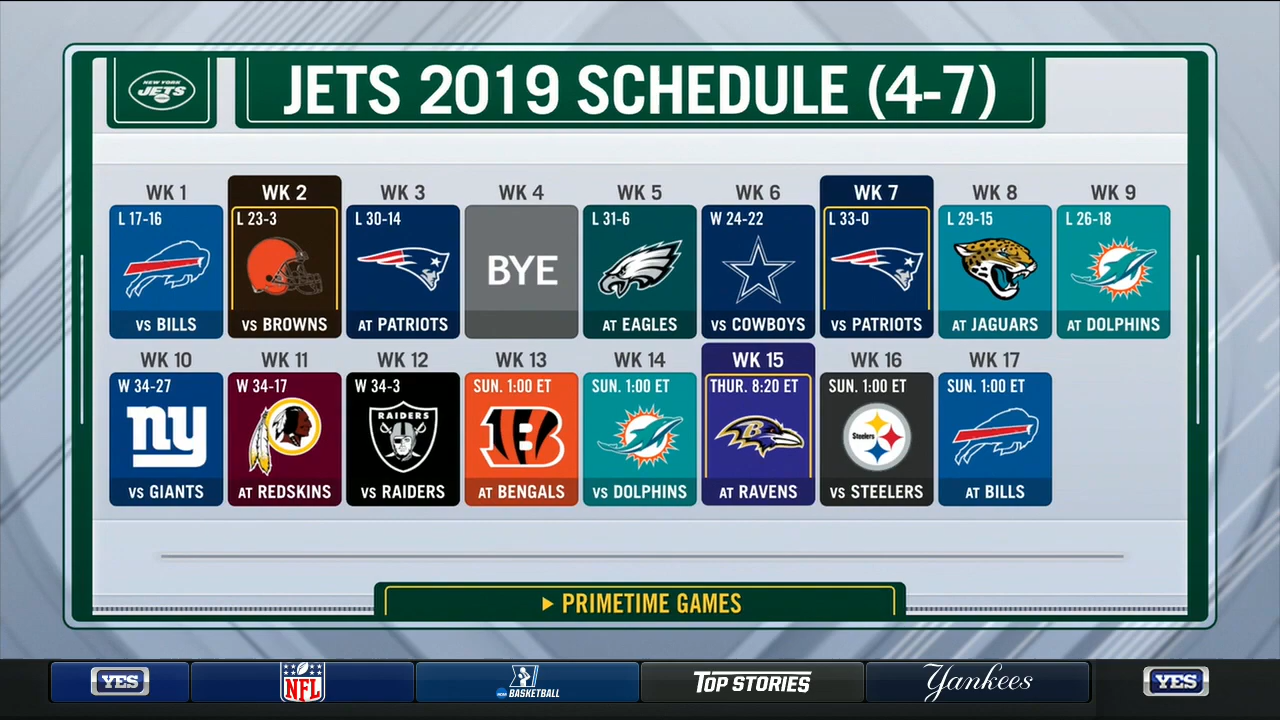 NEW YORK
JETS
JETS 2019 SCHEDULE (4-7)
WK 1 WK 2 WK 3 WK 4 WK 5 WK 6 WK 7 WK 8 WK 9
L 17-16 L 23-3 L 30-14 L 31-6 W 24-22 L 33-0 L 29-15 L 26-18
BYE
VS BILLS VS BROWNS AT PATRIOTS AT EAGLES VS COWBOYS VS PATRIOTS AT JAGUARS AT DOLPHINS
WK 10 WK 11 WK 12 WK 13 WK 14 WK 15 WK 16 WK 17
W 34-27 W 34-17 W 34-3 SUN. 1:00 ET SUN. 1:00 ET THUR. 8:20 ET SUN. 1:00 ET SUN. 1:00 ET
RAIDERS
ny B B Steelers
VS GIANTS AT REDSKINS VS RAIDERS AT BENGALS VS DOLPHINS AT RAVENS VS STEELERS AT BILLS
PRIMETIME GAMES
YES NFL NCAA BASKETBALL TOP STORIES Yankees YES